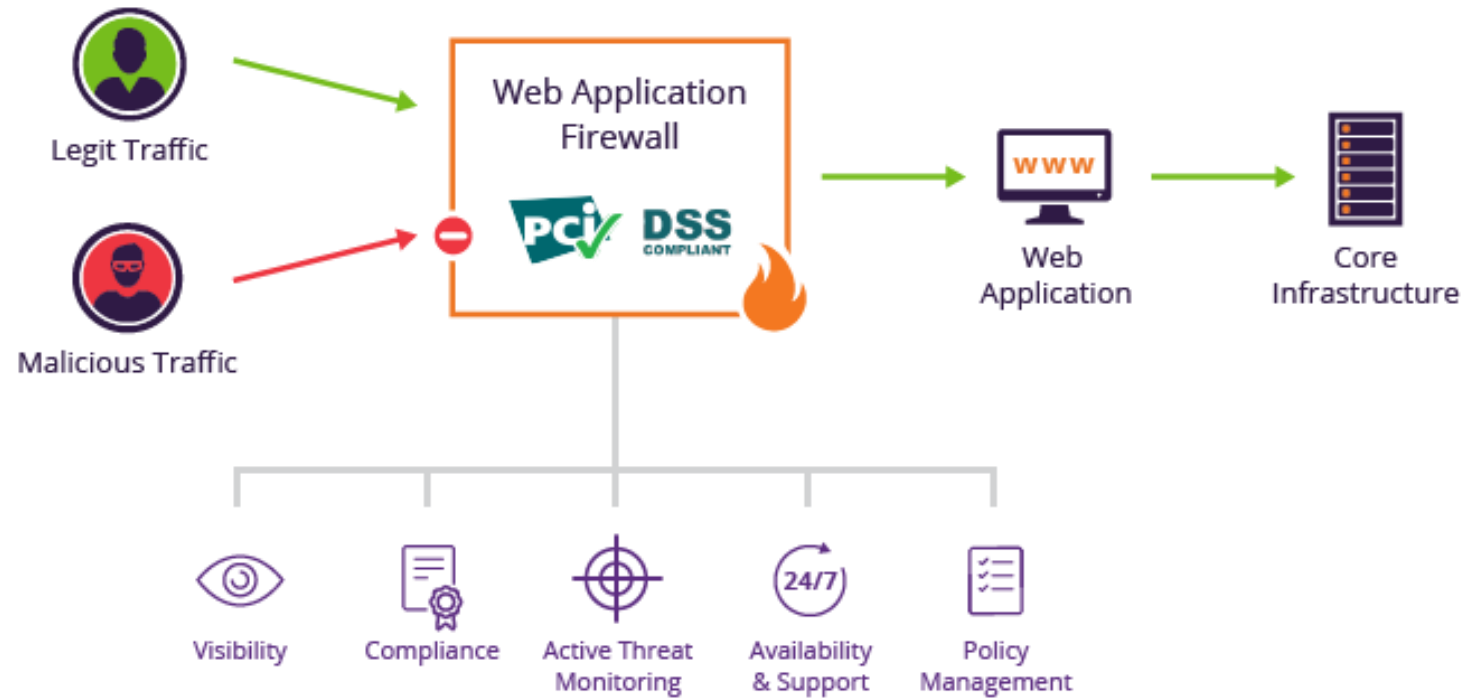 Legit Traffic
Malicious Traffic
Web Application
Firewall
PCi
DSS
COMPLIANT
www
Web
Application
Core
Infrastructure
Visibility
Compliance
Active Threat
Monitoring
24/7
Availability
& Support
Policy
Management